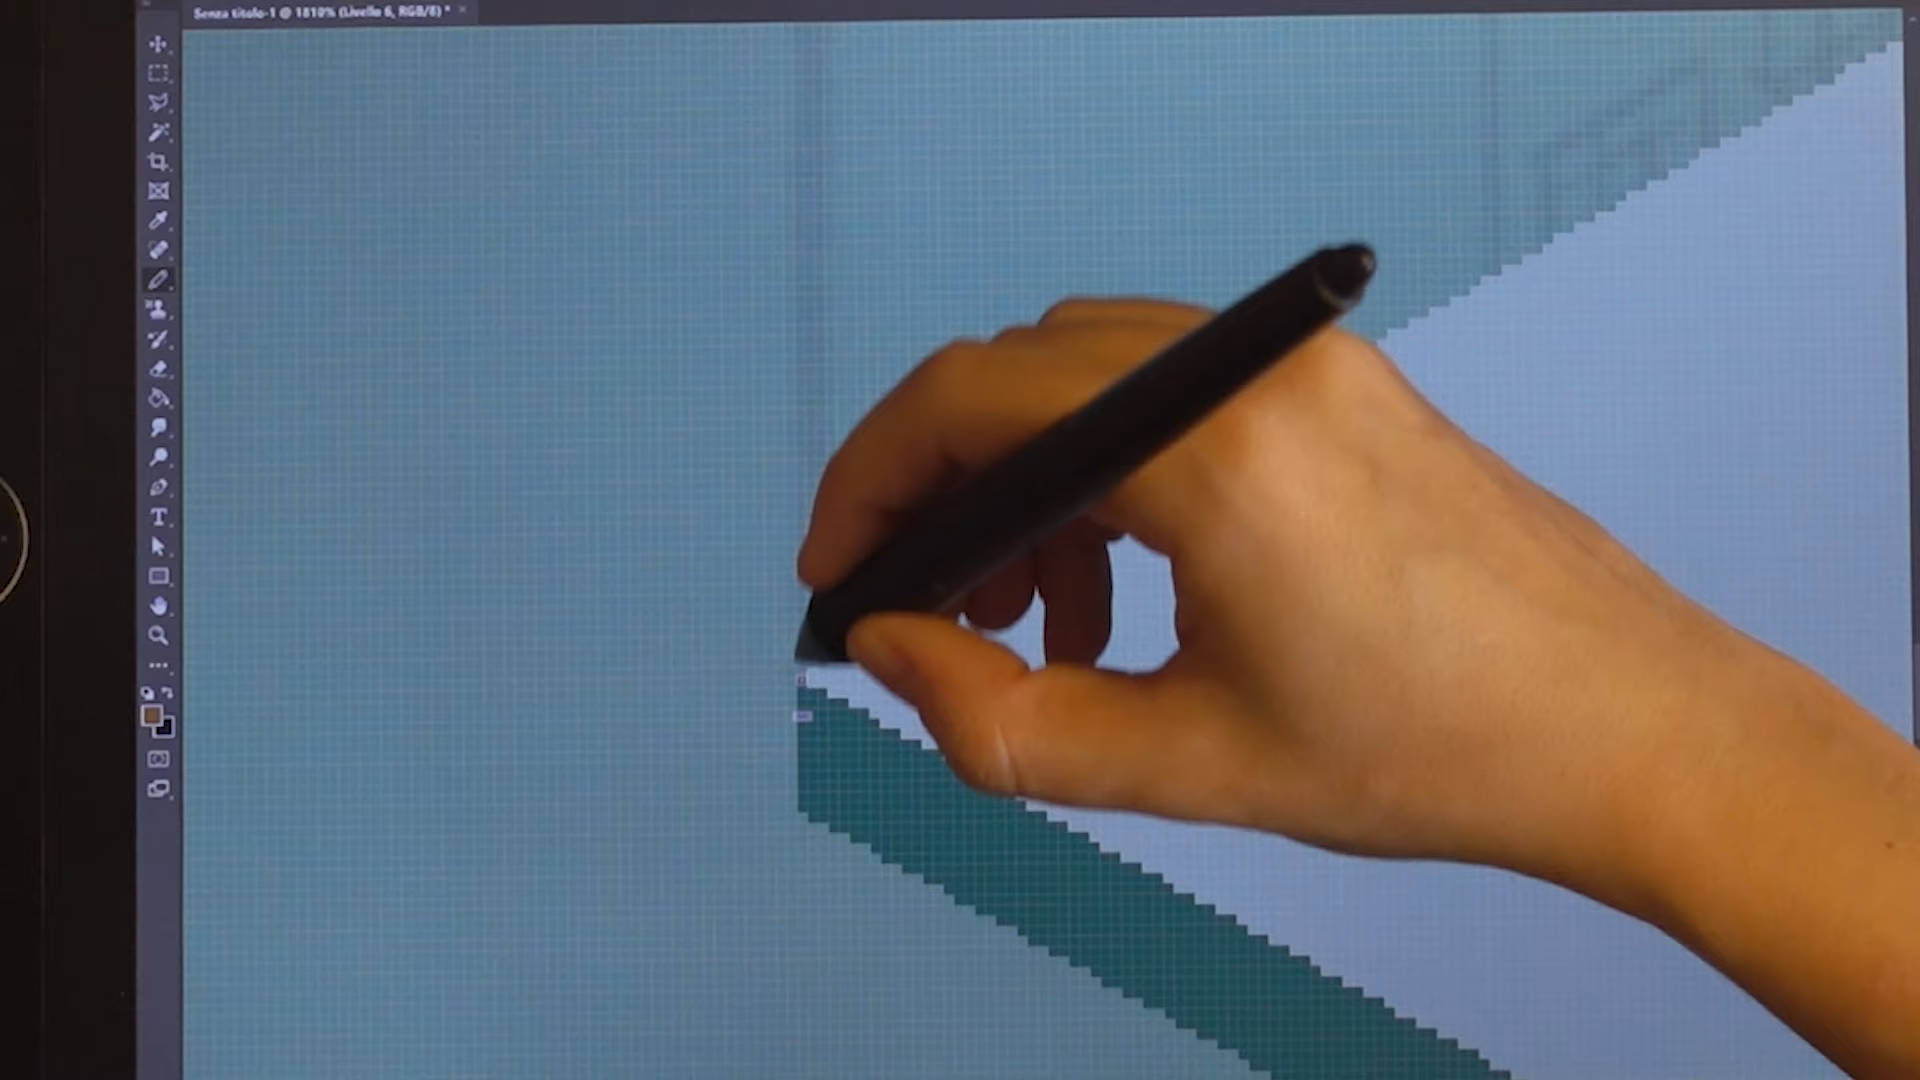 Senza titolo-1 @ 1810% (Livello 6, RGB/8) *